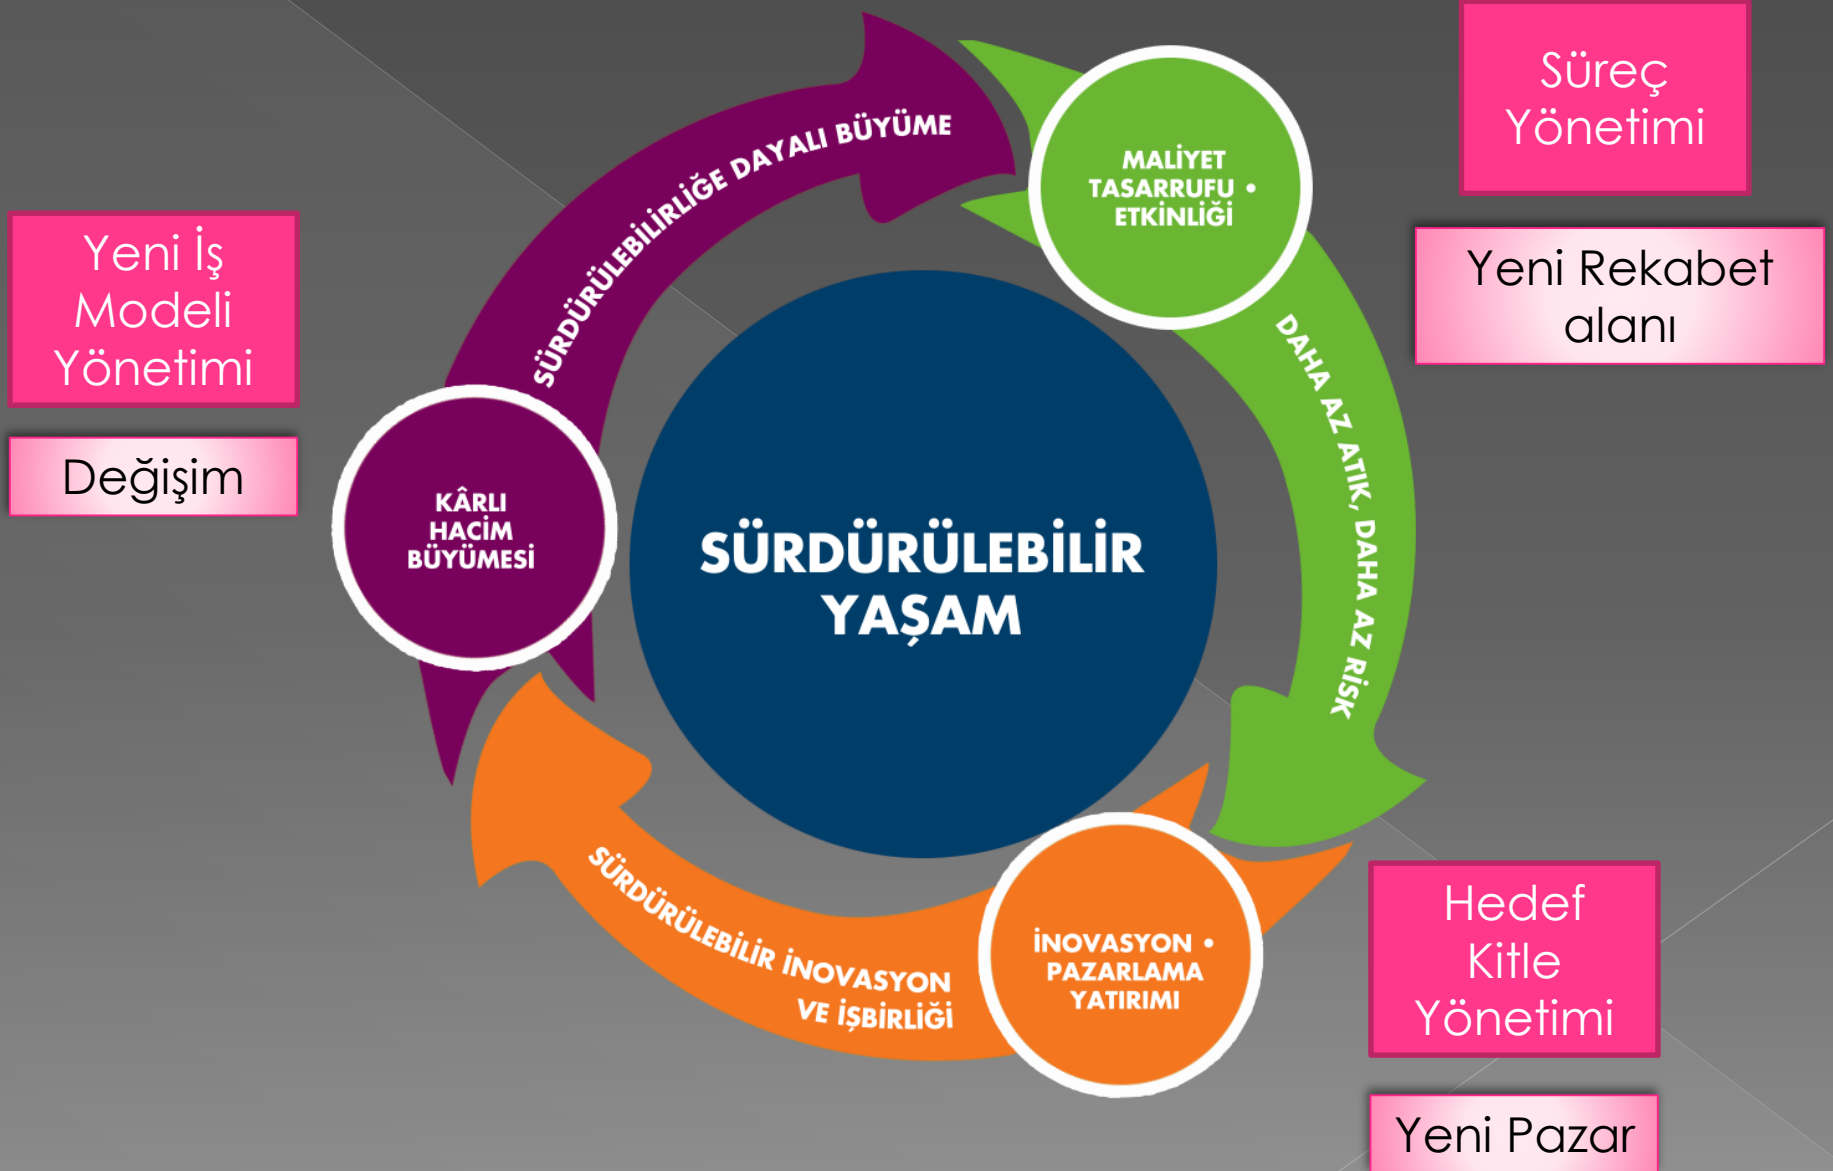 Süreç
Yönetimi
Yeni Rekabet
alanı
Yeni İş
Modeli
Yönetimi
Değişim
SÜRDÜRÜLEBİLİRLİĞE DAYALI BÜYÜME
MALİYET
TASARRUFU •
ETKİNLİĞİ
DAHA AZ ATIK, DAHA AZ RİSK
KÂRLI
HACİM
BÜYÜMESİ
SÜRDÜRÜLEBİLİR
YAŞAM
SÜRDÜRÜLEBİLİR İNOVASYON
VE İŞBİRLİĞİ
İNOVASYON •
PAZARLAMA
YATIRIMI
Hedef
Kitle
Yönetimi
Yeni Pazar